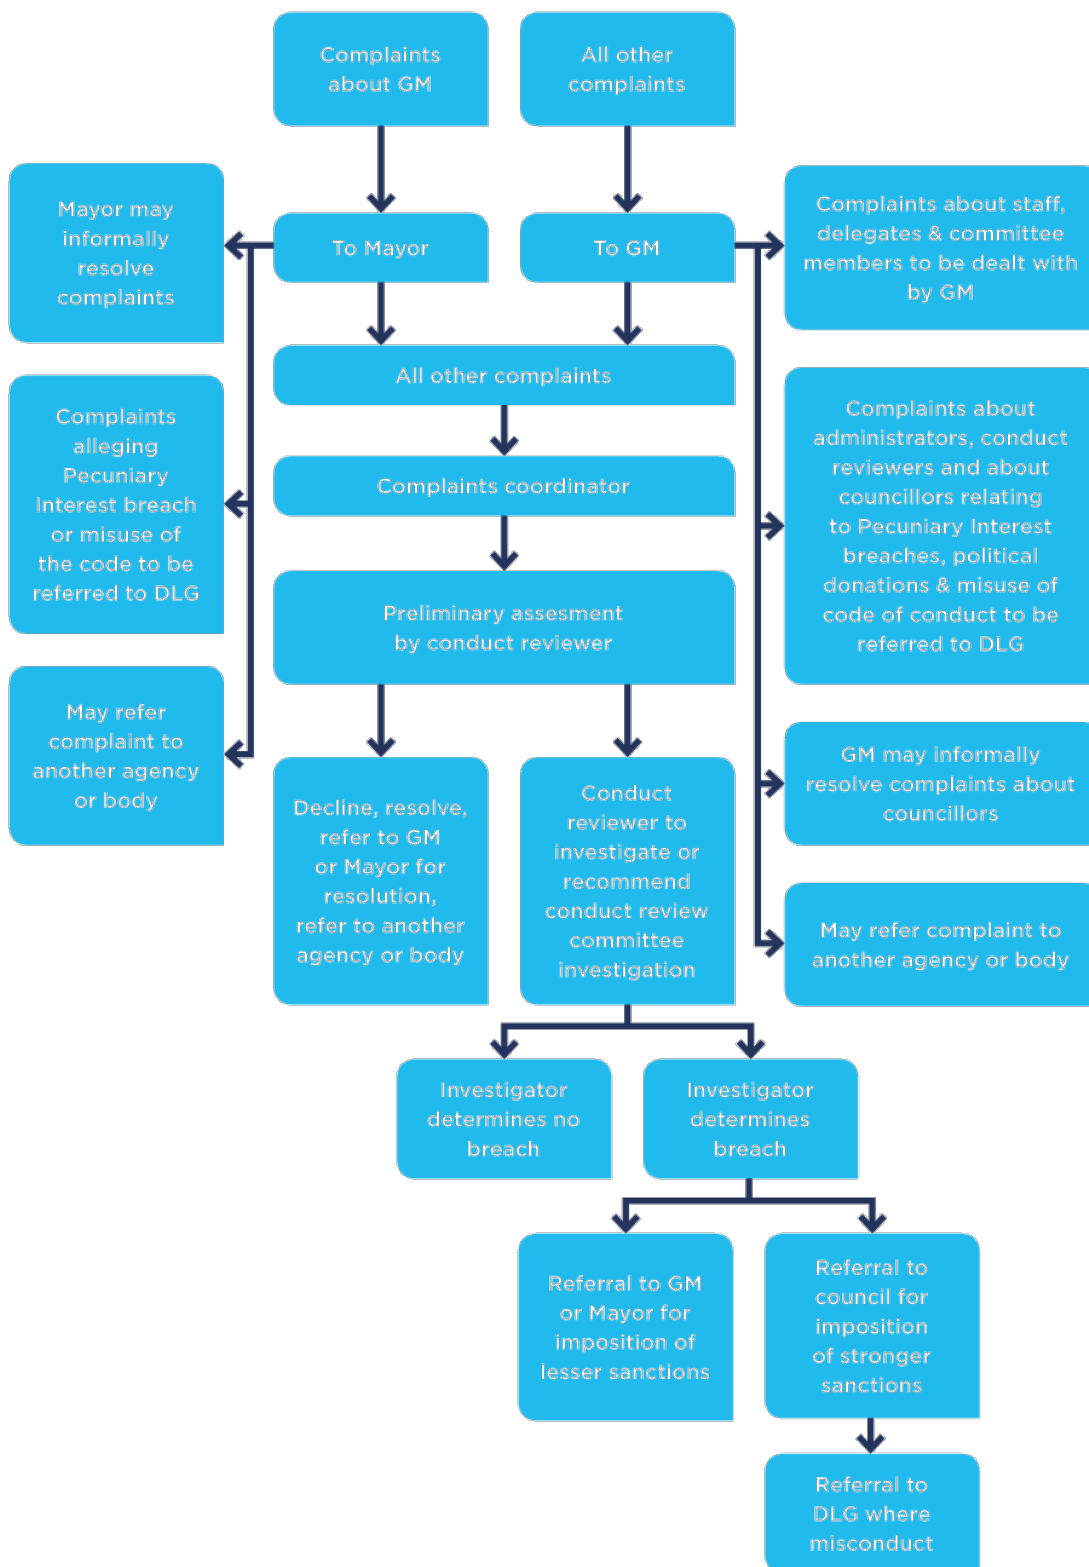 Complaints
about GM
All other
complaints
Mayor may
informally
resolve
complaints
To Mayor
To GM
Complaints about staff,
delegates & committee
members to be dealt with
by GM
All other complaints
Complaints
alleging
Pecuniary
Interest breach
or misuse of
the code to be
referred to DLG
Complaints about
administrators, conduct
reviewers and about
councillors relating
to Pecuniary Interest
breaches, political
donations & misuse of
code of conduct to be
referred to DLG
Complaints coordinator
Preliminary assesment
by conduct reviewer
May refer
complaint to
another agency
or body
GM may informally
resolve complaints about
councillors
Decline, resolve,
refer to GM
or Mayor for
resolution,
refer to another
agency or body
Conduct
reviewer to
investigate or
recommend
conduct review
committee
investigation
May refer complaint to
another agency or body
Investigator
determines no
breach
Investigator
determines
breach
Referral to GM
or Mayor for
imposition of
lesser sanctions
Referral to
council for
imposition
of stronger
sanctions
Referral to
DLG where
misconduct